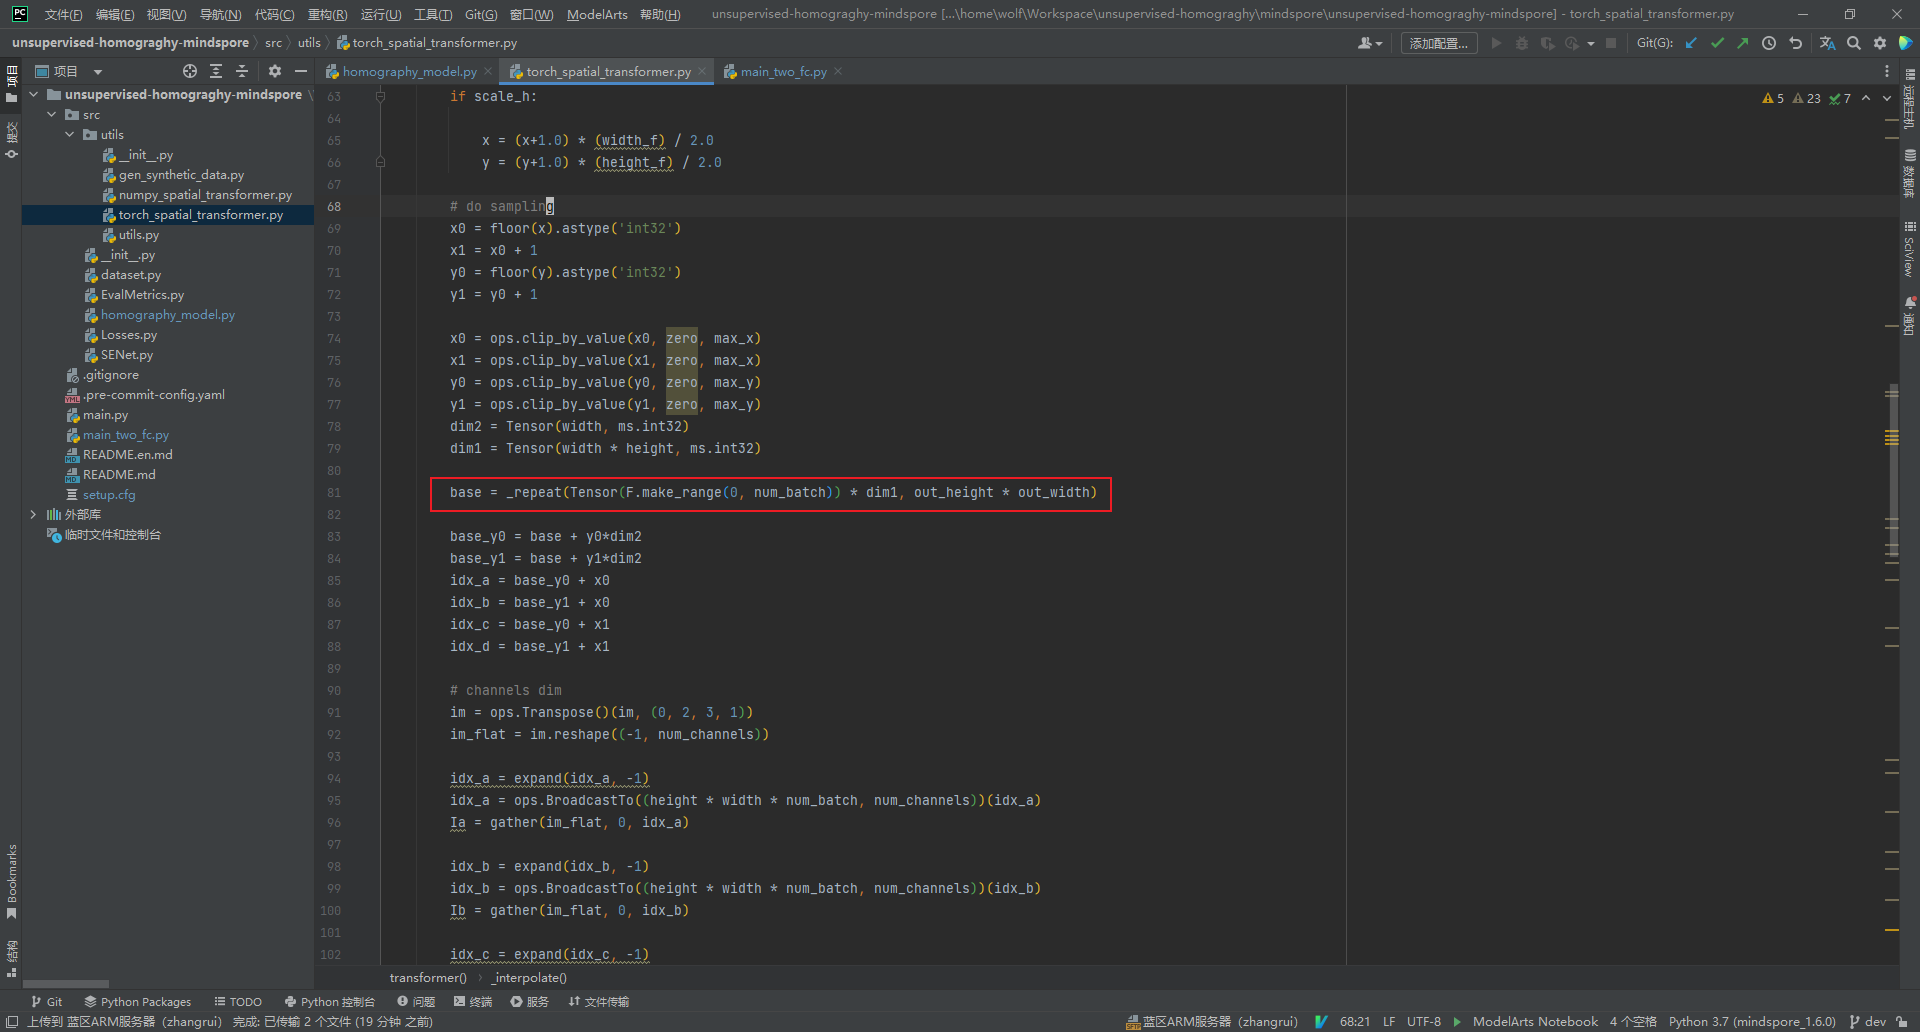 文件(F) 编辑(E) 视图(V) 导航(N) 代码(C) 重构(R) 运行(U) 工具(T) Git(G) 窗口(W) ModelArts 帮助(H) unsupervised-homograghy-mindspore [...\home\wolf\Workspace\unsupervised-homograghy\mindspore\unsupervised-homograghy-mindspore] - torch_spatial_transformer.py
unsupervised-homograghy-mindspore src utils torch_spatial_transformer.py 添加配置... Git(G):
项目 项目 homography_model.py torch_spatial_transformer.py main_two_fc.py
提交
unsupervised-homograghy-mindspore
src
utils
__init__.py
gen_synthetic_data.py
numpy_spatial_transformer.py
torch_spatial_transformer.py
utils.py
__init__.py
dataset.py
EvalMetrics.py
homography_model.py
Losses.py
SENet.py
.gitignore
.pre-commit-config.yaml
main.py
main_two_fc.py
README.en.md
README.md
setup.cfg
外部库
临时文件和控制台
5 23 7
63 if scale_h:
64
65 x = (x+1.0) * (width_f) / 2.0
66 y = (y+1.0) * (height_f) / 2.0
67
68 # do sampling
69 x0 = floor(x).astype('int32')
70 x1 = x0 + 1
71 y0 = floor(y).astype('int32')
72 y1 = y0 + 1
73
74 x0 = ops.clip_by_value(x0, zero, max_x)
75 x1 = ops.clip_by_value(x1, zero, max_x)
76 y0 = ops.clip_by_value(y0, zero, max_y)
77 y1 = ops.clip_by_value(y1, zero, max_y)
78 dim2 = Tensor(width, ms.int32)
79 dim1 = Tensor(width * height, ms.int32)
80
81 base = _repeat(Tensor(F.make_range(0, num_batch)) * dim1, out_height * out_width)
82
83 base_y0 = base + y0*dim2
84 base_y1 = base + y1*dim2
85 idx_a = base_y0 + x0
86 idx_b = base_y1 + x0
87 idx_c = base_y0 + x1
88 idx_d = base_y1 + x1
89
90 # channels dim
91 im = ops.Transpose()(im, (0, 2, 3, 1))
92 im_flat = im.reshape((-1, num_channels))
93
94 idx_a = expand(idx_a, -1)
95 idx_a = ops.BroadcastTo((height * width * num_batch, num_channels))(idx_a)
96 Ia = gather(im_flat, 0, idx_a)
97
98 idx_b = expand(idx_b, -1)
99 idx_b = ops.BroadcastTo((height * width * num_batch, num_channels))(idx_b)
100 Ib = gather(im_flat, 0, idx_b)
101
102 idx_c = expand(idx_c, -1)
远程主机
数据库
SciView
通知
Bookmarks
结构
transformer() _interpolate()
Git Python Packages TODO Python 控制台 问题 终端 服务 文件传输
上传到 蓝区ARM服务器 (zhangrui) 完成: 已传输 2 个文件 (19 分钟 之前) 蓝区ARM服务器 (zhangrui) 68:21 LF UTF-8 ModelArts Notebook 4 个空格 Python 3.7 (mindspore_1.6.0) dev